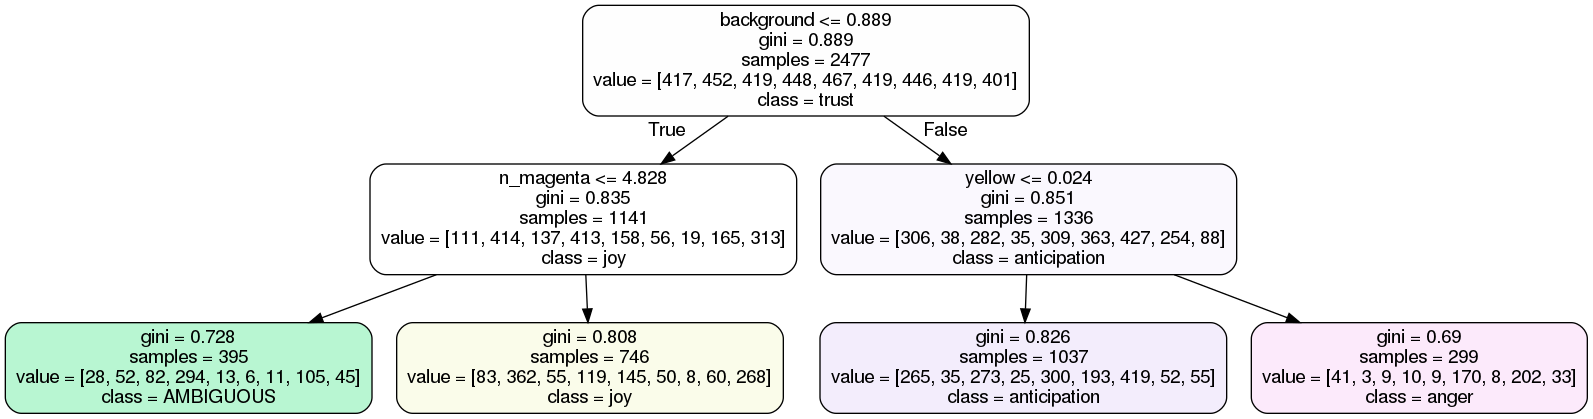 background <= 0.889
gini = 0.889
samples = 2477
value = [417, 452, 419, 448, 467, 419, 446, 419, 401]
class = trust
True
False
n_magenta <= 4.828
gini = 0.835
samples = 1141
value = [111, 414, 137, 413, 158, 56, 19, 165, 313]
class = joy
yellow <= 0.024
gini = 0.851
samples = 1336
value = [306, 38, 282, 35, 309, 363, 427, 254, 88]
class = anticipation
gini = 0.728
samples = 395
value = [28, 52, 82, 294, 13, 6, 11, 105, 45]
class = AMBIGUOUS
gini = 0.808
samples = 746
value = [83, 362, 55, 119, 145, 50, 8, 60, 268]
class = joy
gini = 0.826
samples = 1037
value = [265, 35, 273, 25, 300, 193, 419, 52, 55]
class = anticipation
gini = 0.69
samples = 299
value = [41, 3, 9, 10, 9, 170, 8, 202, 33]
class = anger